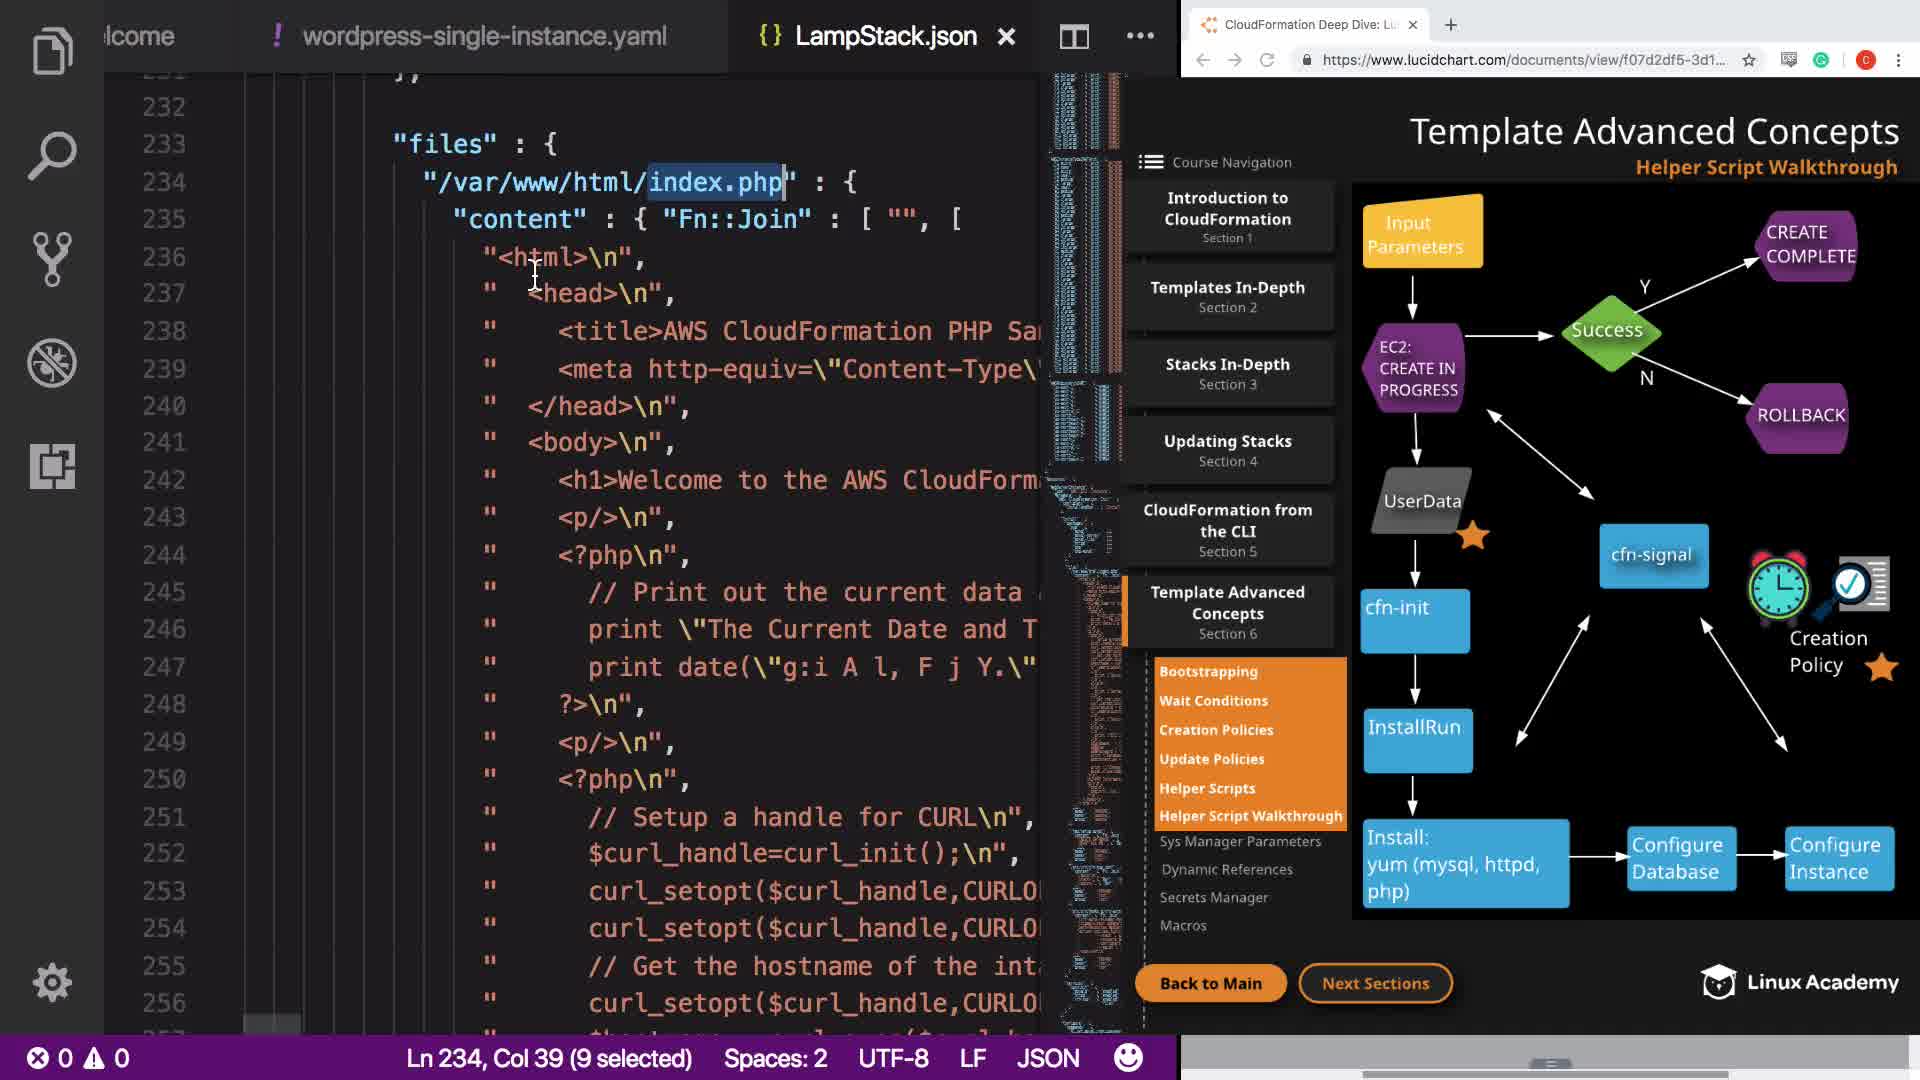 lcome
! wordpress-single-instance.yaml
{} LampStack.json
231 ],
232
233 "files" : {
234 "/var/www/html/index.php" : {
235 "content" : { "Fn::Join" : [ "", [
236 "<html>\n",
237 "  <head>\n",
238 "    <title>AWS CloudFormation PHP Sa
239 "    <meta http-equiv=\"Content-Type\
240 "  </head>\n",
241 "  <body>\n",
242 "    <h1>Welcome to the AWS CloudForm
243 "    <p/>\n",
244 "    <?php\n",
245 "      // Print out the current data
246 "      print \"The Current Date and T
247 "      print date(\"g:i A l, F j Y.\"
248 "    ?>\n",
249 "    <p/>\n",
250 "    <?php\n",
251 "      // Setup a handle for CURL\n",
252 "      $curl_handle=curl_init();\n",
253 "      curl_setopt($curl_handle,CURLO
254 "      curl_setopt($curl_handle,CURLO
255 "      // Get the hostname of the int
256 "      curl_setopt($curl_handle,CURLO
0 0
Ln 234, Col 39 (9 selected)
Spaces: 2
UTF-8
LF
JSON
CloudFormation Deep Dive: Lu
https://www.lucidchart.com/documents/view/f07d2df5-3d1...
C
Template Advanced Concepts
Helper Script Walkthrough
Course Navigation
Introduction to
CloudFormation
Section 1
Templates In-Depth
Section 2
Stacks In-Depth
Section 3
Updating Stacks
Section 4
CloudFormation from
the CLI
Section 5
Template Advanced
Concepts
Section 6
Bootstrapping
Wait Conditions
Creation Policies
Update Policies
Helper Scripts
Helper Script Walkthrough
Sys Manager Parameters
Dynamic References
Secrets Manager
Macros
Back to Main
Next Sections
Input
Parameters
EC2:
CREATE IN
PROGRESS
Success
Y
N
CREATE
COMPLETE
ROLLBACK
UserData
cfn-signal
cfn-init
Creation
Policy
InstallRun
Install:
yum (mysql, httpd,
php)
Configure
Database
Configure
Instance
Linux Academy